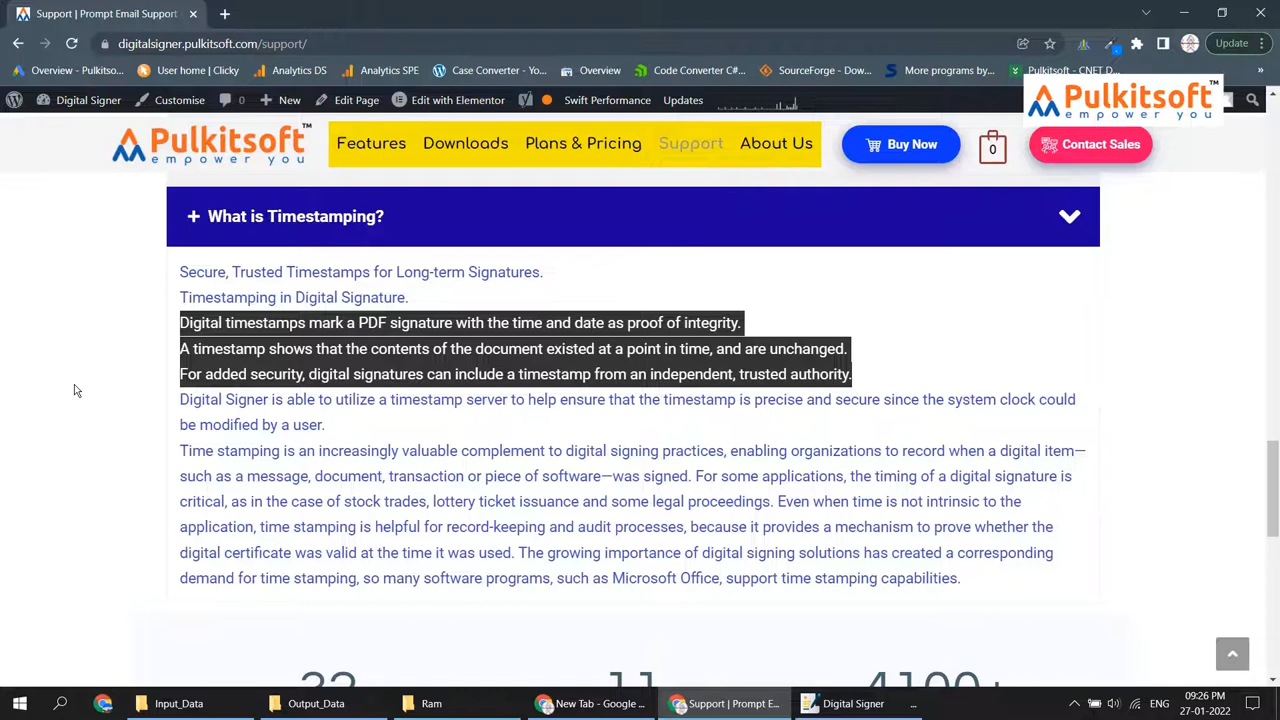 Support | Prompt Email Support
digitalsigner.pulkitsoft.com/support/
Update
Overview - Pulkitso...
User home | Clicky
Analytics DS
Analytics SPE
Case Converter - Yo...
Overview
Code Converter C#...
SourceForge - Dow...
More programs by...
Pulkitsoft - CNET D...
»
Digital Signer
Customise
0
New
Edit Page
Edit with Elementor
Swift Performance
Updates
Pulkitsoft™
empower you
Pulkitsoft™
empower you
Features
Downloads
Plans & Pricing
Support
About Us
Buy Now
0
Contact Sales
+ What is Timestamping?
Secure, Trusted Timestamps for Long-term Signatures.
Timestamping in Digital Signature.
Digital timestamps mark a PDF signature with the time and date as proof of integrity.
A timestamp shows that the contents of the document existed at a point in time, and are unchanged.
For added security, digital signatures can include a timestamp from an independent, trusted authority.
Digital Signer is able to utilize a timestamp server to help ensure that the timestamp is precise and secure since the system clock could
be modified by a user.
Time stamping is an increasingly valuable complement to digital signing practices, enabling organizations to record when a digital item—
such as a message, document, transaction or piece of software—was signed. For some applications, the timing of a digital signature is
critical, as in the case of stock trades, lottery ticket issuance and some legal proceedings. Even when time is not intrinsic to the
application, time stamping is helpful for record-keeping and audit processes, because it provides a mechanism to prove whether the
digital certificate was valid at the time it was used. The growing importance of digital signing solutions has created a corresponding
demand for time stamping, so many software programs, such as Microsoft Office, support time stamping capabilities.
33
11
4100+
Input_Data
Output_Data
Ram
New Tab - Google ...
Support | Prompt E...
Digital Signer ...
ENG
09:26 PM
27-01-2022